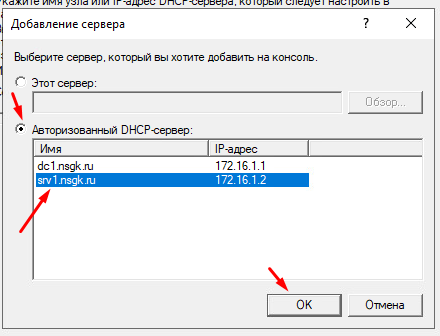 укажите имя узла или IP-адрес DHCP-сервера, который следует настроить в
Добавление сервера
Выберите сервер, который вы хотите добавить на консоль.
Этот сервер:
Обзор...
Авторизованный DHCP-сервер:
Имя IP-адрес
dc1.nsgk.ru 172.16.1.1
srv1.nsgk.ru 172.16.1.2
OK Отмена